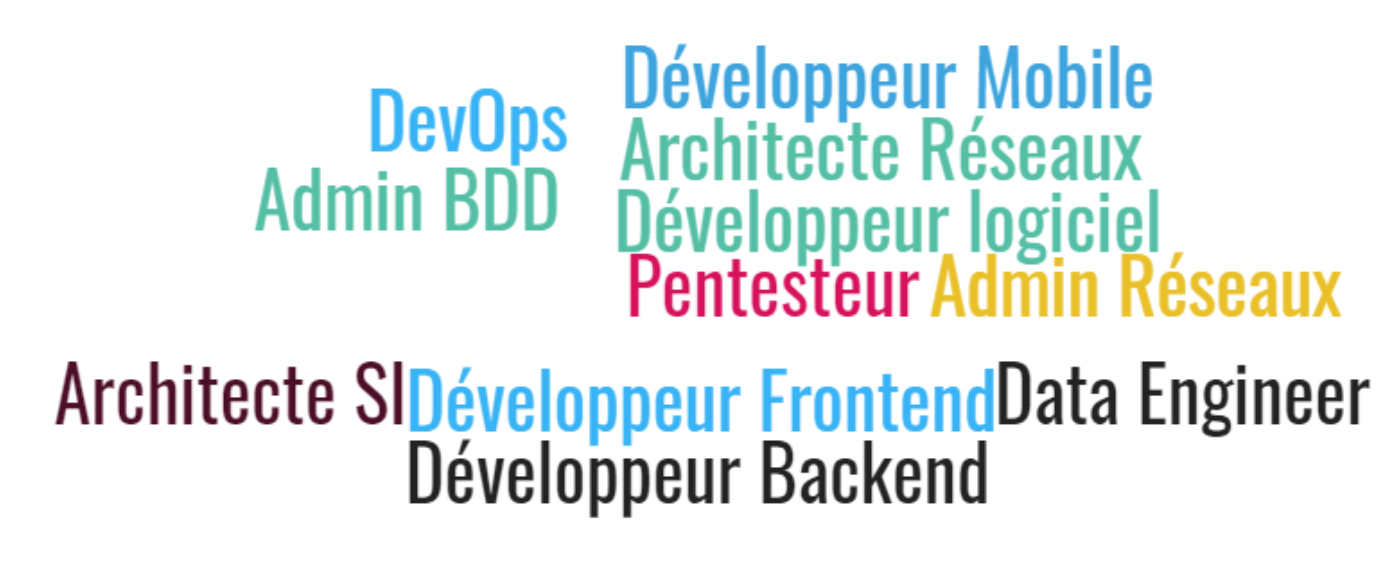 Développeur Mobile
DevOps
Architecte Réseaux
Admin BDD
Développeur logiciel
Pentesteur Admin Réseaux
Architecte SI Développeur Frontend Data Engineer
Développeur Backend